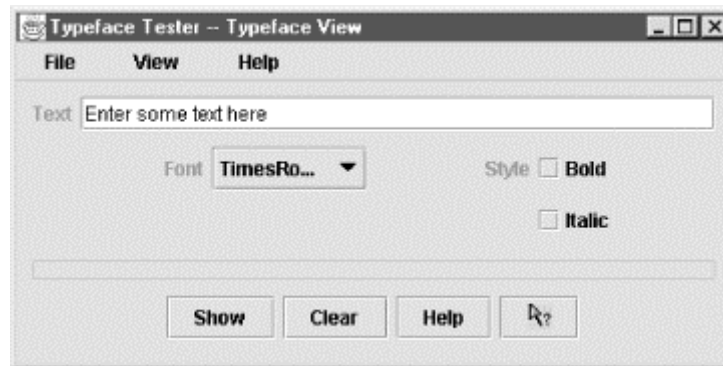 Typeface Tester -- Typeface View
File View Help
Text Enter some text here
Font TimesRo... Style Bold
Italic
Show Clear Help ?